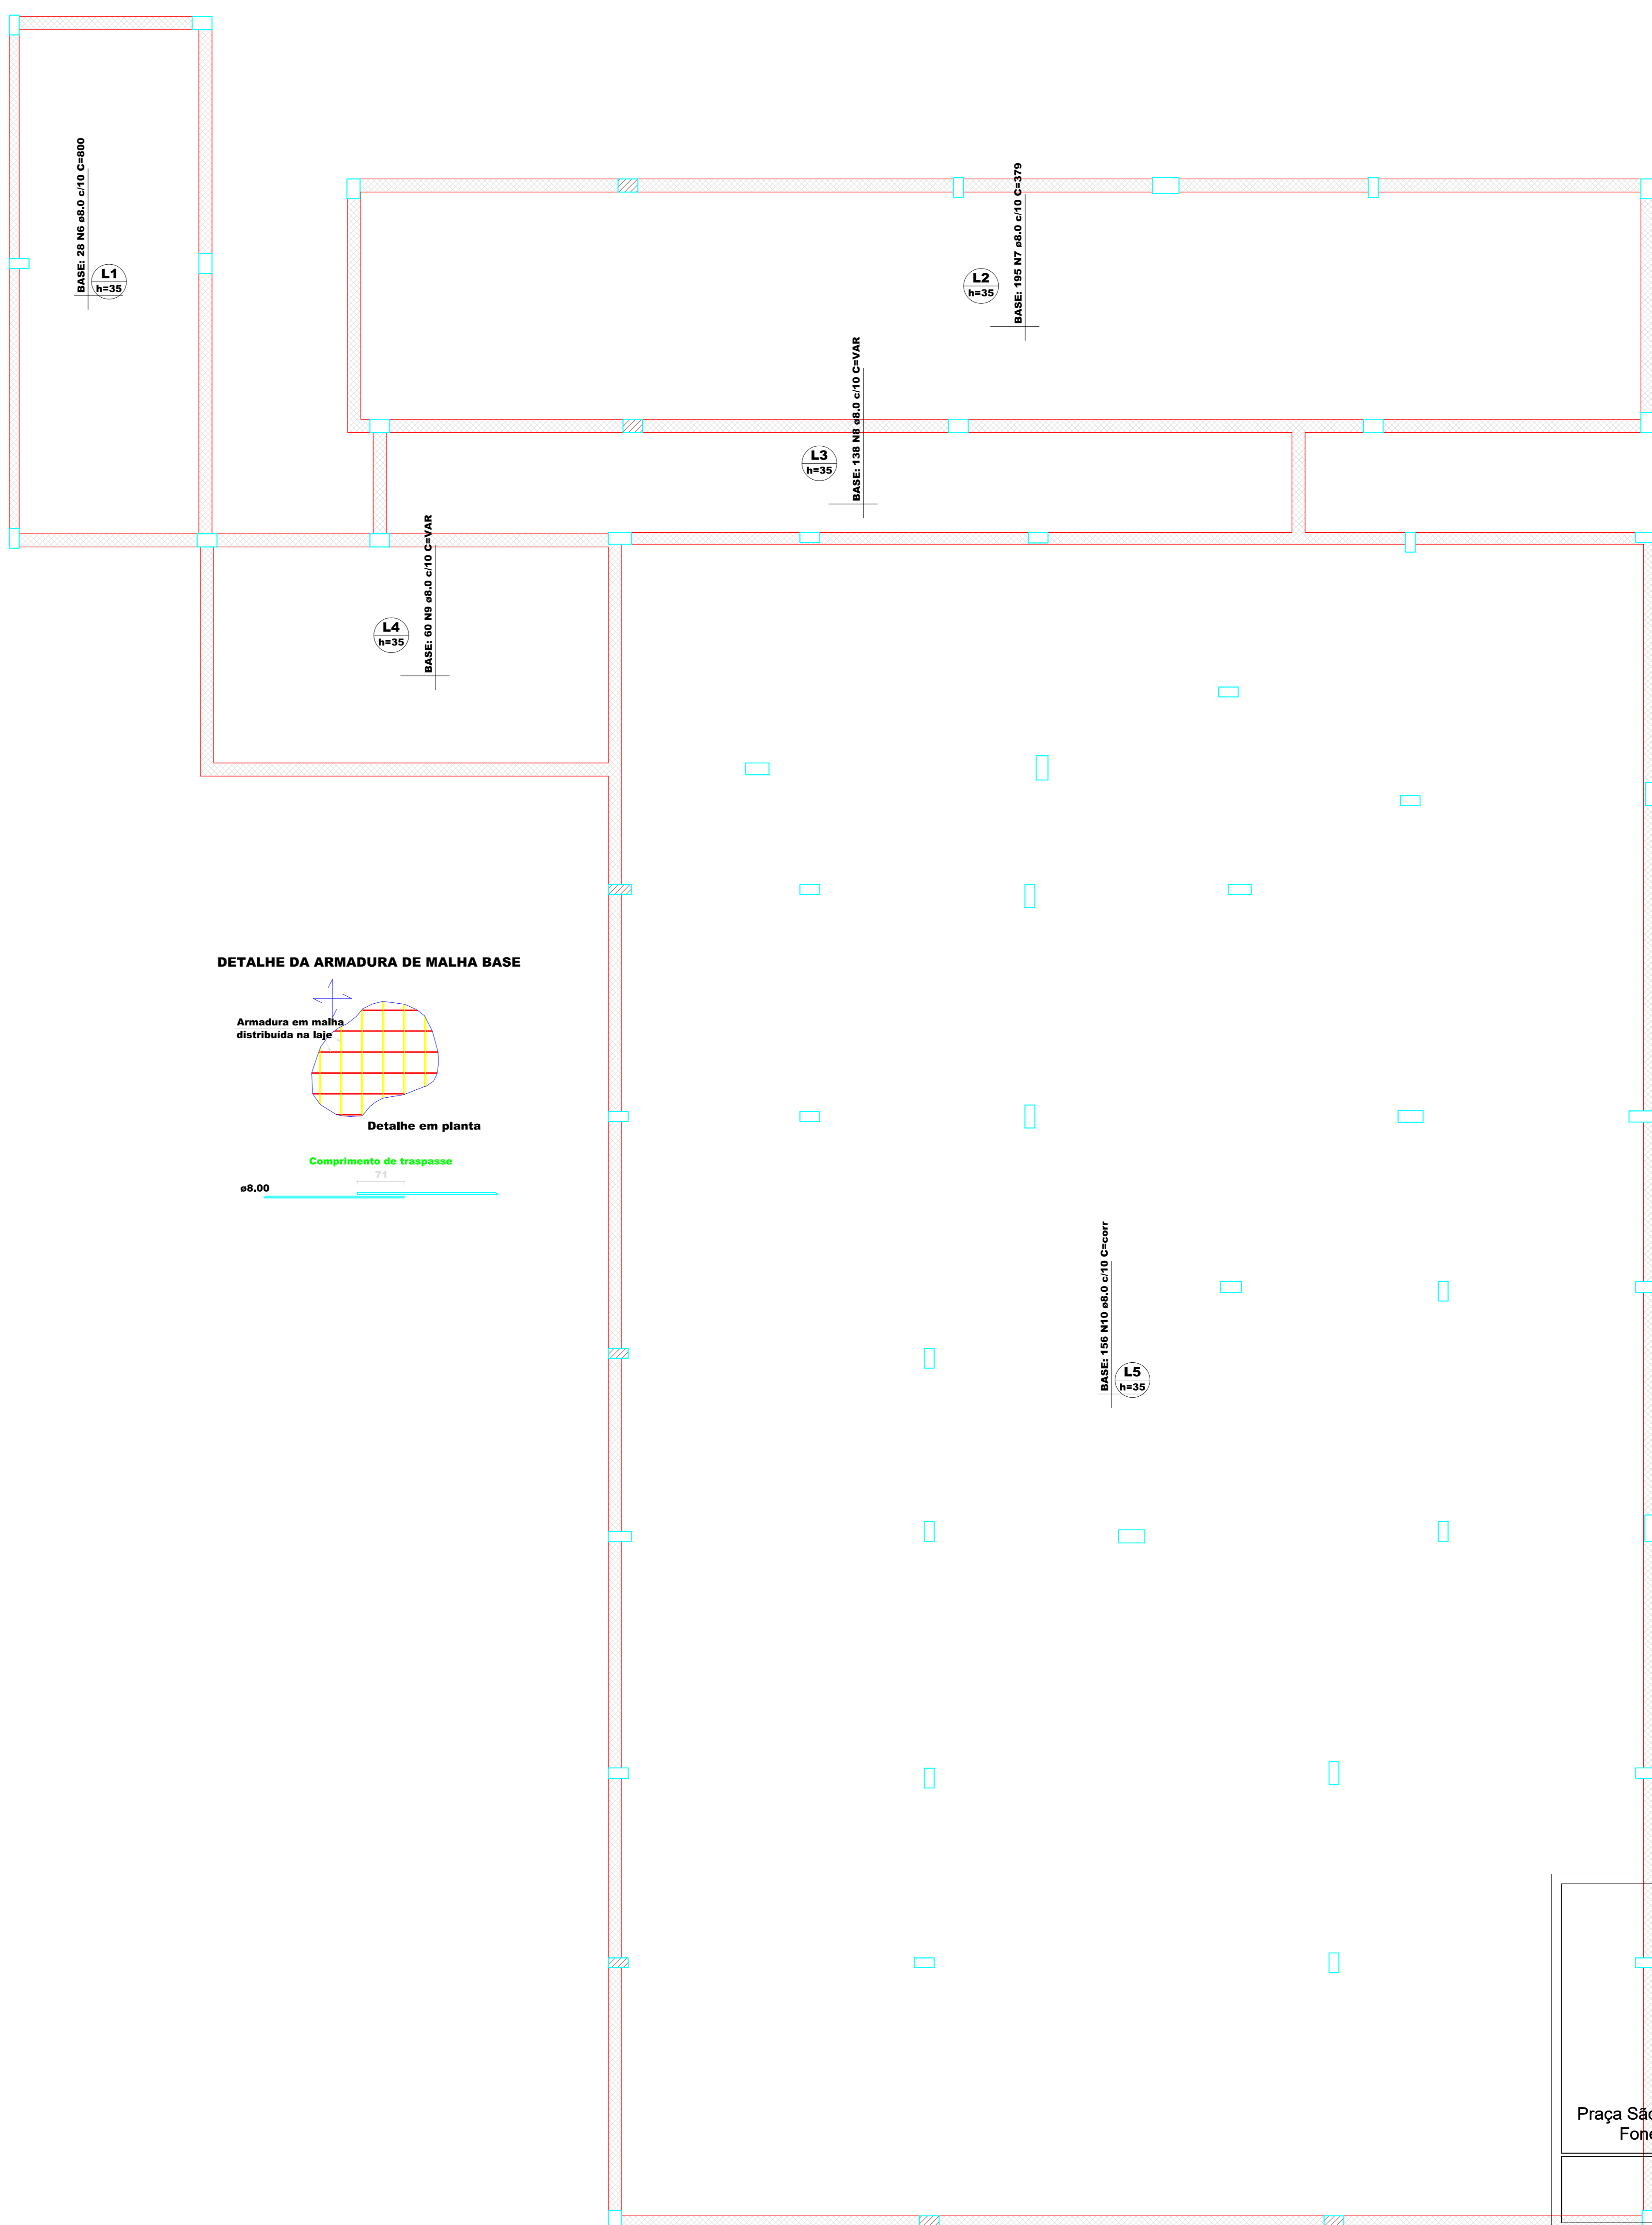 BASE: 28 N6 ø8.0 c/10 C=800
L1
h=35
BASE: 195 N7 ø8.0 c/10 C=379
L2
h=35
BASE: 138 N8 ø8.0 c/10 C=VAR
L3
h=35
BASE: 60 N9 ø8.0 c/10 C=VAR
L4
h=35
DETALHE DA ARMADURA DE MALHA BASE
Armadura em malha
distribuída na laje
Detalhe em planta
Comprimento de traspasse
71
ø8.00
BASE: 156 N10 ø8.0 c/10 C=corr
L5
h=35
Praça São
Fone